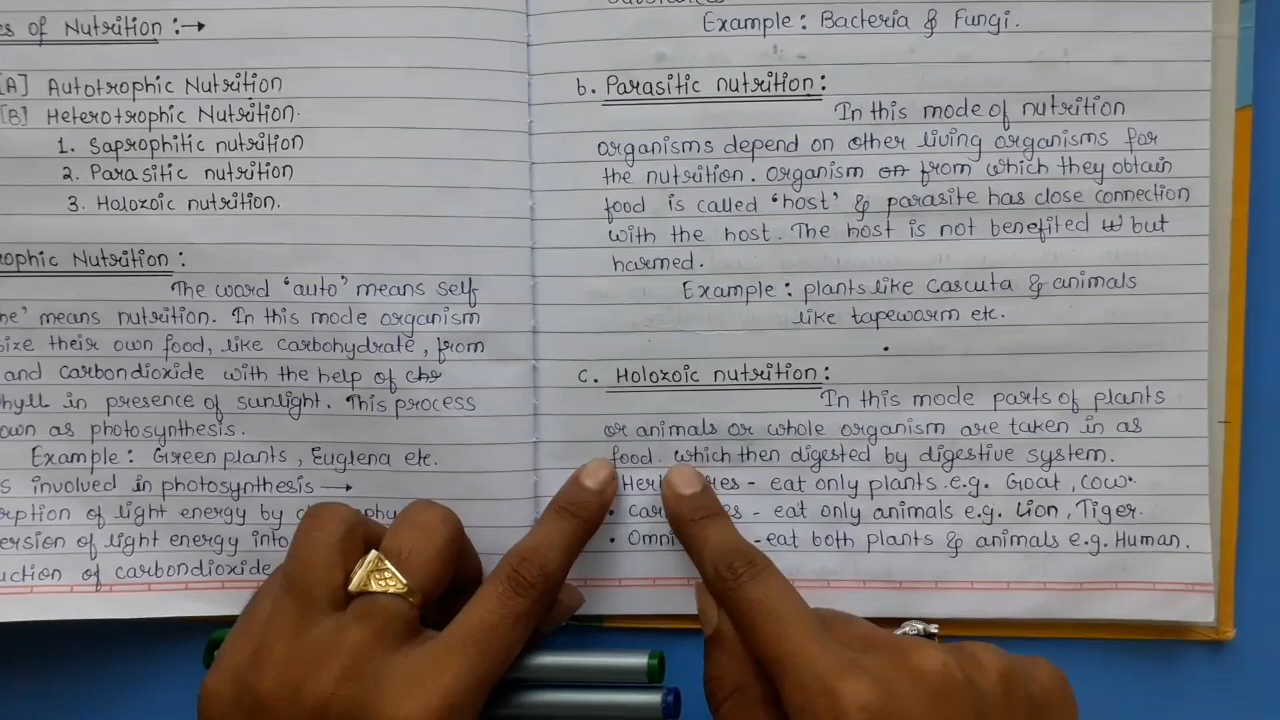 es of Nutrition :→
[A] Autotrophic Nutrition
[B] Heterotrophic Nutrition.
1. Saprophitic nutrition
2. Parasitic nutrition
3. Holozoic nutrition.
rophic Nutrition :
The word 'auto' means self
he' means nutrition. In this mode organism
size their own food, like carbohydrate, from
and carbondioxide with the help of
hyll in presence of sunlight. This process
own as photosynthesis.
Example : Green plants, Euglena etc.
s involved in photosynthesis →
orption of light energy by
ersion of light energy into
uction of carbondioxide
Example : Bacteria & Fungi.
b. Parasitic nutrition :
In this mode of nutrition
organisms depend on other living organisms for
the nutrition. Organism from which they obtain
food is called 'host' & parasite has close connection
with the host. The host is not benefited but
harmed.
Example : plants like Cascuta & animals
like tapeworm etc.
c. Holozoic nutrition :
In this mode parts of plants
or animals or whole organism are taken in as
food. which then digested by digestive system.
Her res - eat only plants. e.g. Goat, cow.
• car es - eat only animals e.g. Lion, Tiger.
• Omni - eat both plants & animals e.g. Human.